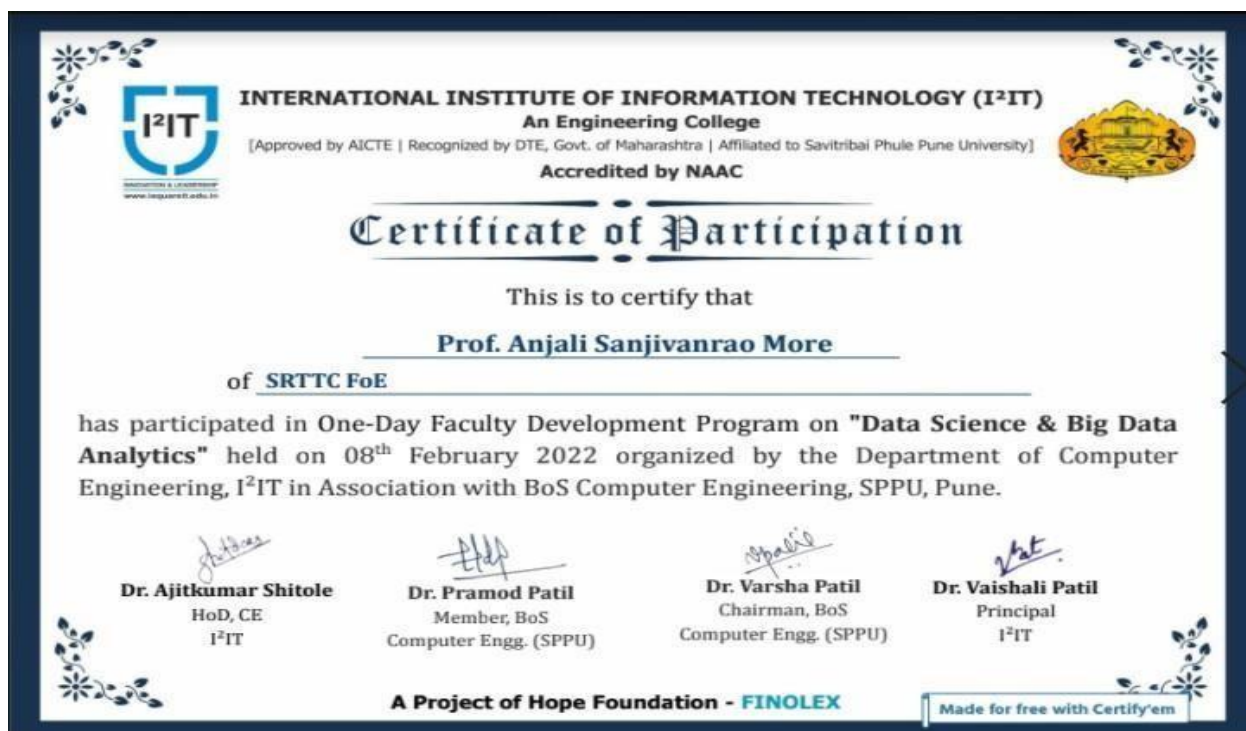 I²IT
INNOVATION & LEADERSHIP
www.isquareit.edu.in
INTERNATIONAL INSTITUTE OF INFORMATION TECHNOLOGY (I²IT)
An Engineering College
[Approved by AICTE | Recognized by DTE, Govt. of Maharashtra | Affiliated to Savitribai Phule Pune University]
Accredited by NAAC
Certificate of Participation
This is to certify that
Prof. Anjali Sanjivanrao More
of SRTTC FoE
has participated in One-Day Faculty Development Program on "Data Science & Big Data
Analytics" held on 08th February 2022 organized by the Department of Computer
Engineering, I²IT in Association with BoS Computer Engineering, SPPU, Pune.
Dr. Ajitkumar Shitole
HoD, CE
I²IT
Dr. Pramod Patil
Member, BoS
Computer Engg. (SPPU)
Dr. Varsha Patil
Chairman, BoS
Computer Engg. (SPPU)
Dr. Vaishali Patil
Principal
I²IT
A Project of Hope Foundation - FINOLEX
Made for free with Certify'em